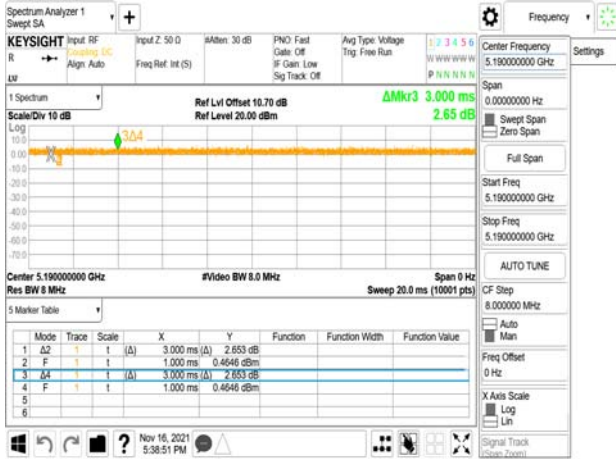 Spectrum Analyzer 1
Swept SA
Frequency
KEYSIGHT Input: RF
Coupling: DC
Align: Auto
Input Z: 50 Ω
Freq Ref: Int (S)
#Atten: 30 dB
PNO: Fast
Gate: Off
IF Gain: Low
Sig Track: Off
Avg Type: Voltage
Trig: Free Run
1 2 3 4 5 6
W W W W W W
P N N N N N
R
LXI
Center Frequency
5.190000000 GHz
Settings
1 Spectrum
Scale/Div 10 dB
Ref Lvl Offset 10.70 dB
Ref Level 20.00 dBm
ΔMkr3 3.000 ms
2.65 dB
Span
0.00000000 Hz
Swept Span
Zero Span
Log
10.0
0.00
-10.0
-20.0
-30.0
-40.0
-50.0
-60.0
-70.0
3Δ4
Full Span
Start Freq
5.190000000 GHz
Stop Freq
5.190000000 GHz
AUTO TUNE
Center 5.190000000 GHz
Res BW 8 MHz
#Video BW 8.0 MHz
Span 0 Hz
Sweep 20.0 ms (10001 pts)
CF Step
8.000000 MHz
Auto
Man
5 Marker Table
Mode Trace Scale X Y Function Function Width Function Value
1 Δ2 1 t (Δ) 3.000 ms (Δ) 2.653 dB
2 F 1 t 1.000 ms 0.4646 dBm
3 Δ4 1 t (Δ) 3.000 ms (Δ) 2.653 dB
4 F 1 t 1.000 ms 0.4646 dBm
5
6
Freq Offset
0 Hz
X Axis Scale
Log
Lin
Signal Track
(Span Zoom)
? Nov 16, 2021
5:38:51 PM